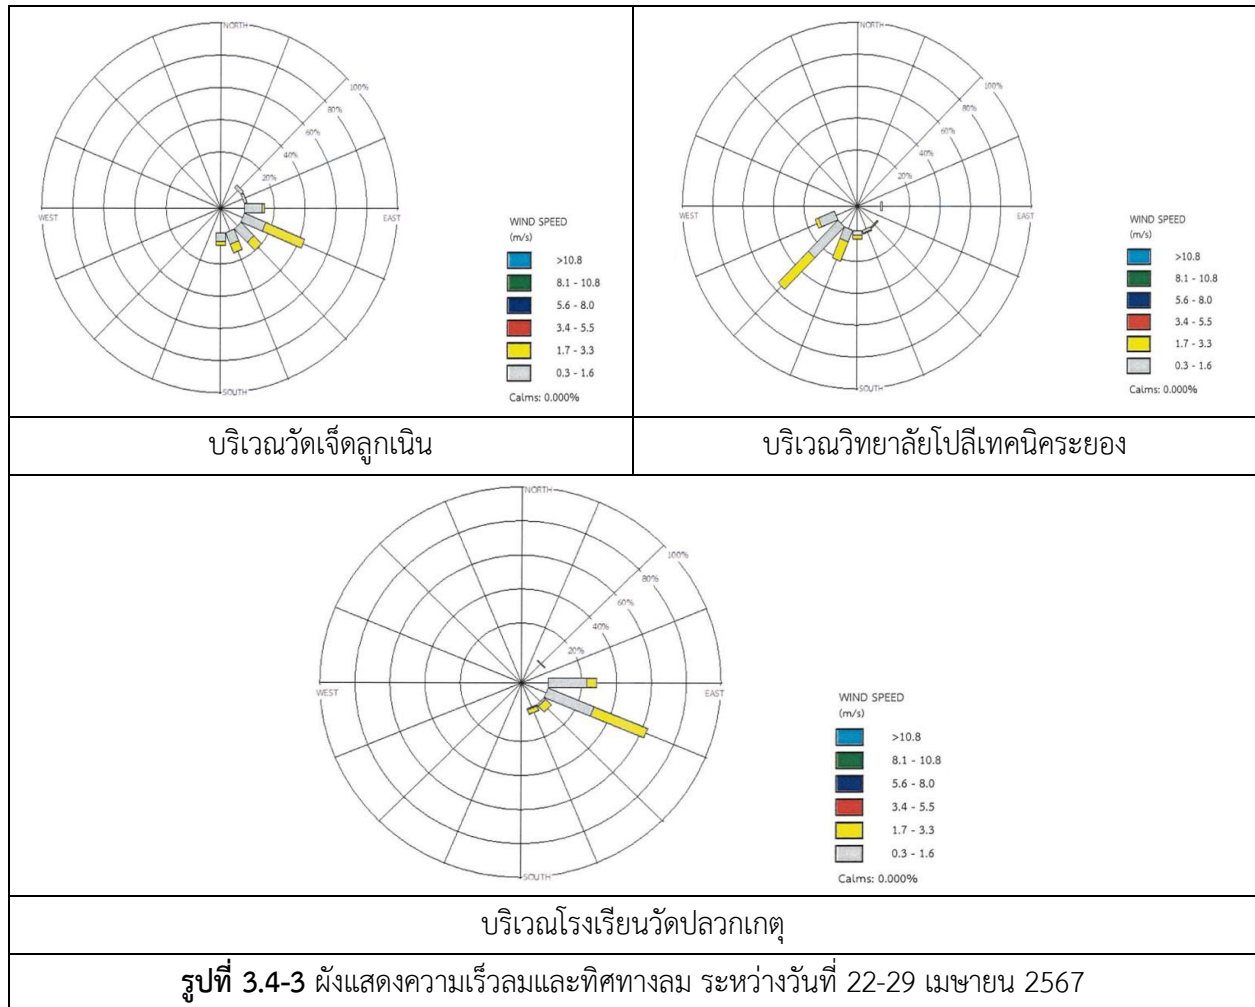 NORTH
100%
80%
60%
40%
20%
WEST
EAST
SOUTH
WIND SPEED
(m/s)
>10.8
8.1 - 10.8
5.6 - 8.0
3.4 - 5.5
1.7 - 3.3
0.3 - 1.6
Calms: 0.000%
บริเวณวัดเจ็ดลูกเนิน
NORTH
100%
80%
60%
40%
20%
WEST
EAST
SOUTH
WIND SPEED
(m/s)
>10.8
8.1 - 10.8
5.6 - 8.0
3.4 - 5.5
1.7 - 3.3
0.3 - 1.6
Calms: 0.000%
บริเวณวิทยาลัยโปลีเทคนิคระยอง
NORTH
100%
80%
60%
40%
20%
WEST
EAST
SOUTH
WIND SPEED
(m/s)
>10.8
8.1 - 10.8
5.6 - 8.0
3.4 - 5.5
1.7 - 3.3
0.3 - 1.6
Calms: 0.000%
บริเวณโรงเรียนวัดปลวกเกตุ
รูปที่ 3.4-3 ผังแสดงความเร็วลมและทิศทางลม ระหว่างวันที่ 22-29 เมษายน 2567